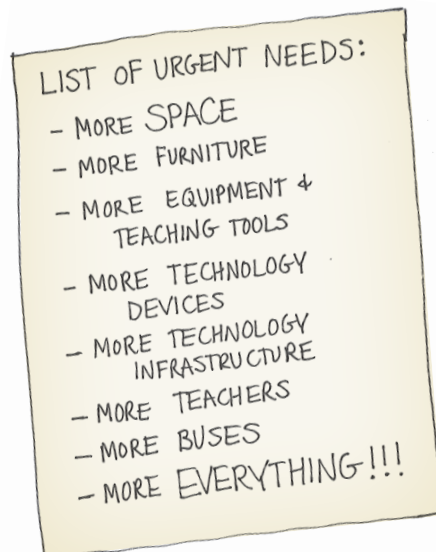 LIST OF URGENT NEEDS:
- MORE SPACE
- MORE FURNITURE
- MORE EQUIPMENT &
TEACHING TOOLS
- MORE TECHNOLOGY
DEVICES
- MORE TECHNOLOGY
INFRASTRUCTURE
- MORE TEACHERS
- MORE BUSES
- MORE EVERYTHING!!!